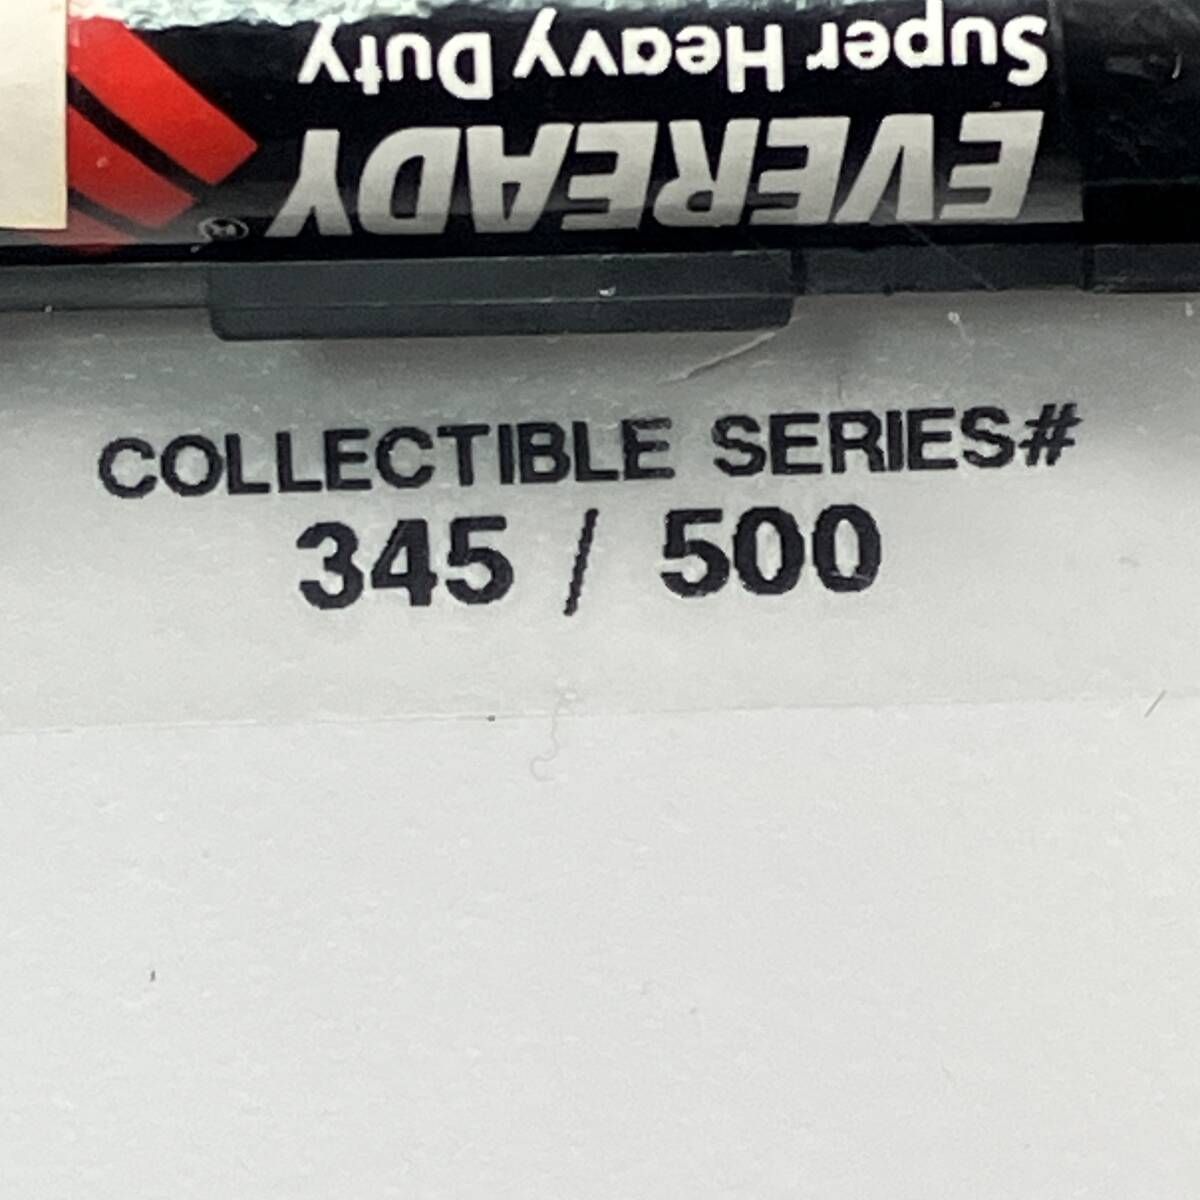 Super Heavy Duty
EVEREADY®
COLLECTIBLE SERIES#
345 / 500